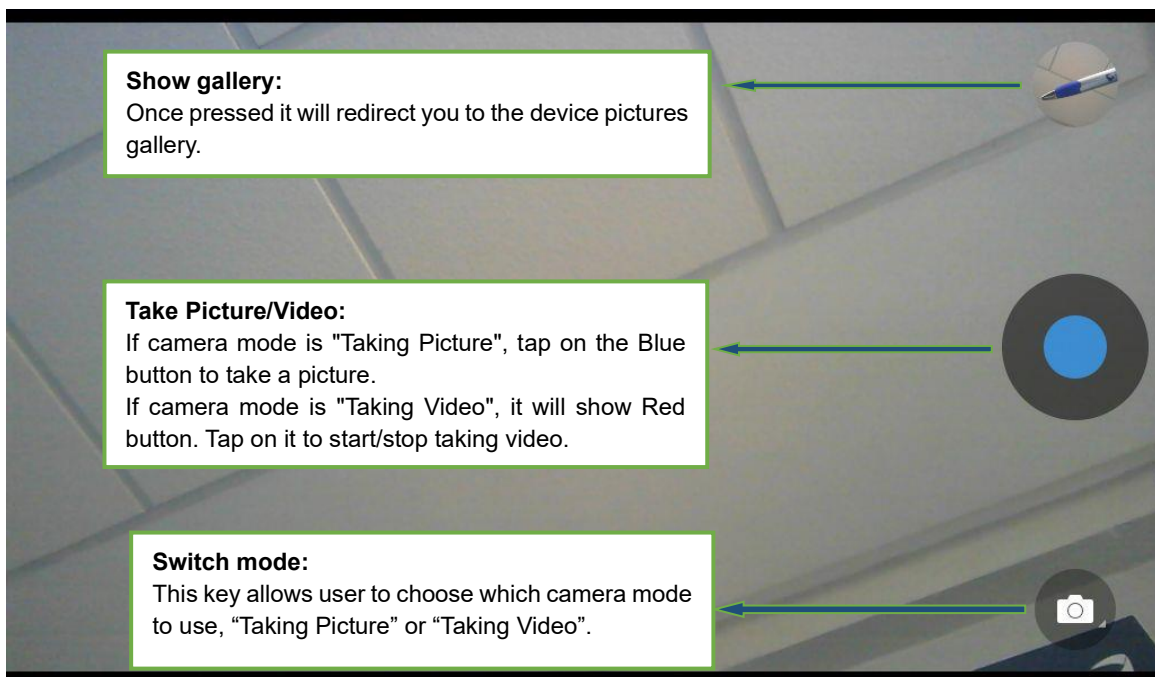 Show gallery:
Once pressed it will redirect you to the device pictures
gallery.
Take Picture/Video:
If camera mode is "Taking Picture", tap on the Blue
button to take a picture.
If camera mode is "Taking Video", it will show Red
button. Tap on it to start/stop taking video.
Switch mode:
This key allows user to choose which camera mode
to use, “Taking Picture” or “Taking Video”.